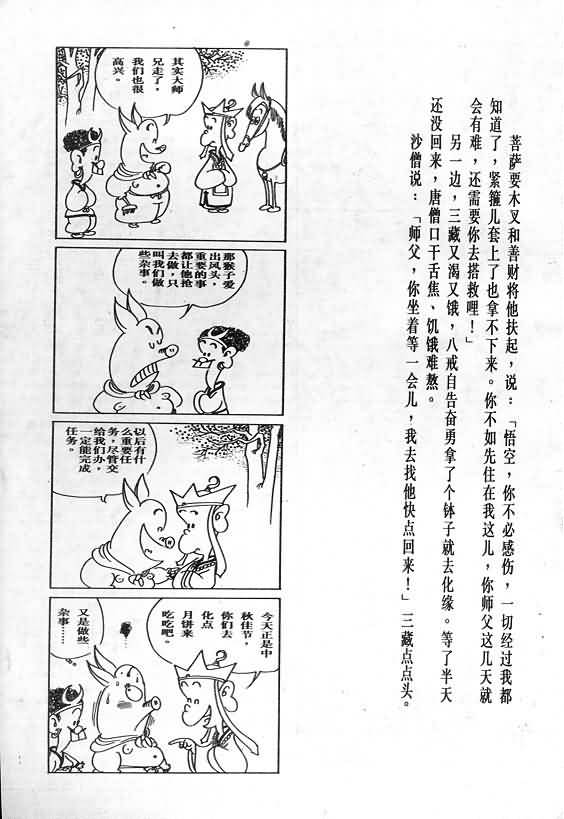 菩萨要木叉和善财将他扶起，说：「悟空，你不必感伤，一切经过我都
知道了，紧箍儿套上了也拿不下来。你不如先住在我这儿，你师父这几天就
会有难，还需要你去搭救哩！」
另一边，三藏又渴又饿，八戒自告奋勇拿了个钵子就去化缘。等了半天
还没回来，唐僧口干舌焦、饥饿难熬。
沙僧说：「师父，你坐着等一会儿，我去找他快点回来！」三藏点点头。
其实大师
兄走了，
我们也很
高兴。
那猴子爱
出风头，
重要的事
都让他抢
去做，只
叫我们做
些杂事。
以后有什
么重要任
务，尽管交
给我们办，
一定能完成
任务。
今天正是中
秋佳节，
你们去
化点
月饼来
吃吃吧。
又是做些
杂事……